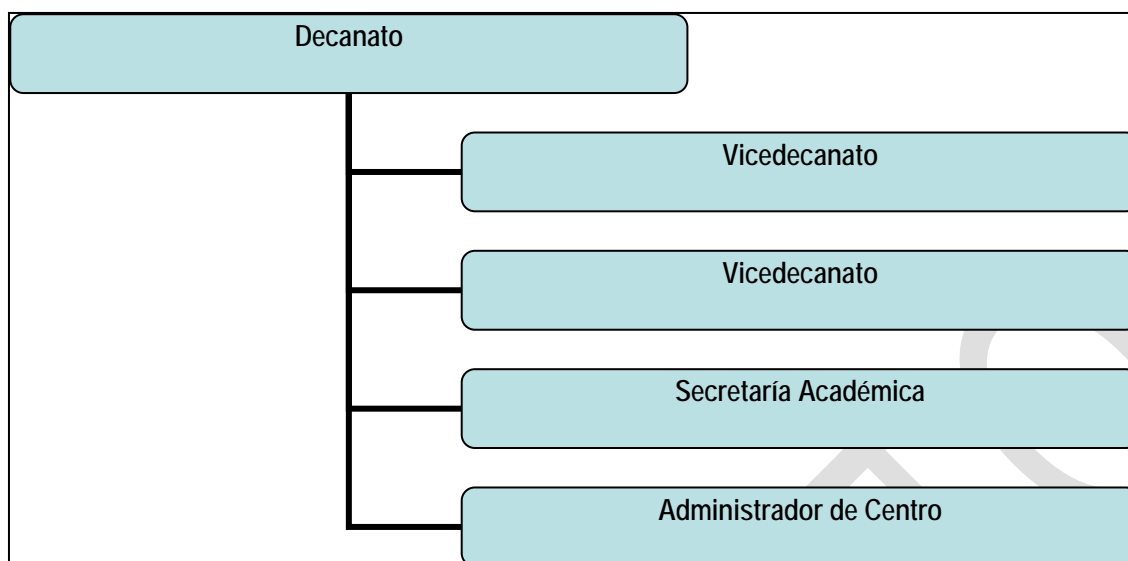 Decanato
Vicedecanato
Vicedecanato
Secretaría Académica
Administrador de Centro